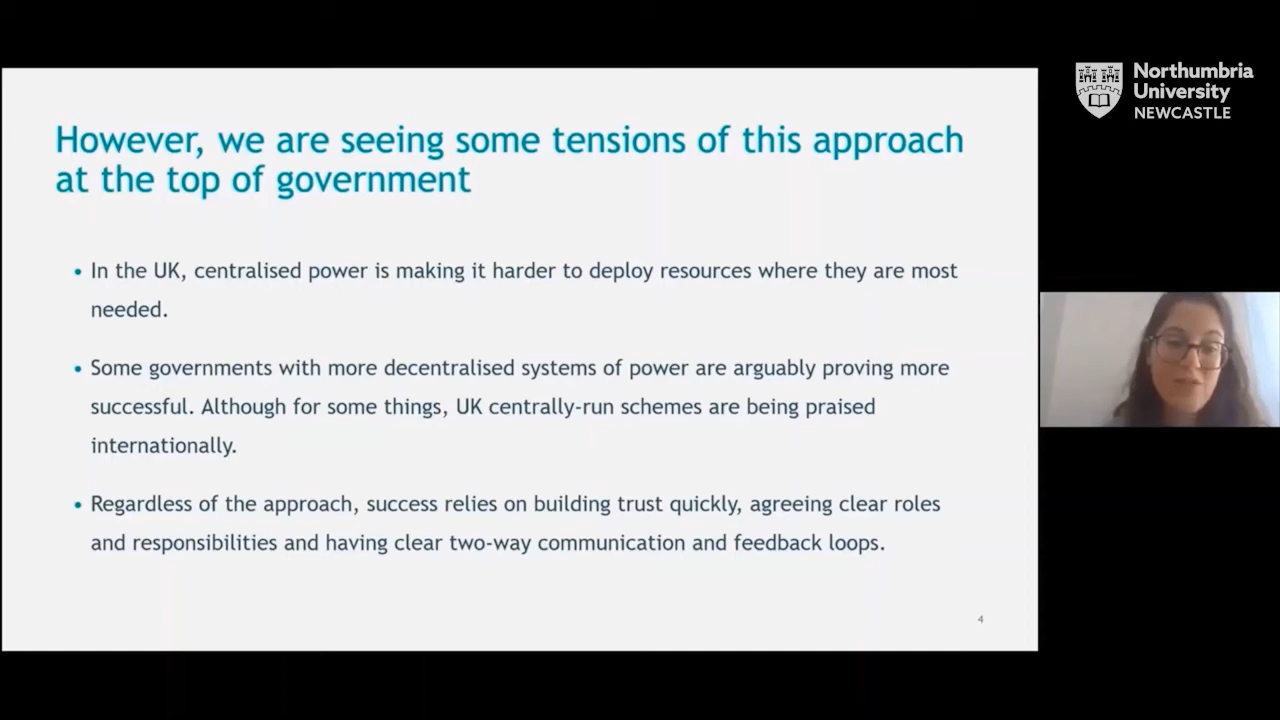 Northumbria
University
NEWCASTLE
However, we are seeing some tensions of this approach
at the top of government
• In the UK, centralised power is making it harder to deploy resources where they are most
needed.
• Some governments with more decentralised systems of power are arguably proving more
successful. Although for some things, UK centrally-run schemes are being praised
internationally.
• Regardless of the approach, success relies on building trust quickly, agreeing clear roles
and responsibilities and having clear two-way communication and feedback loops.
4